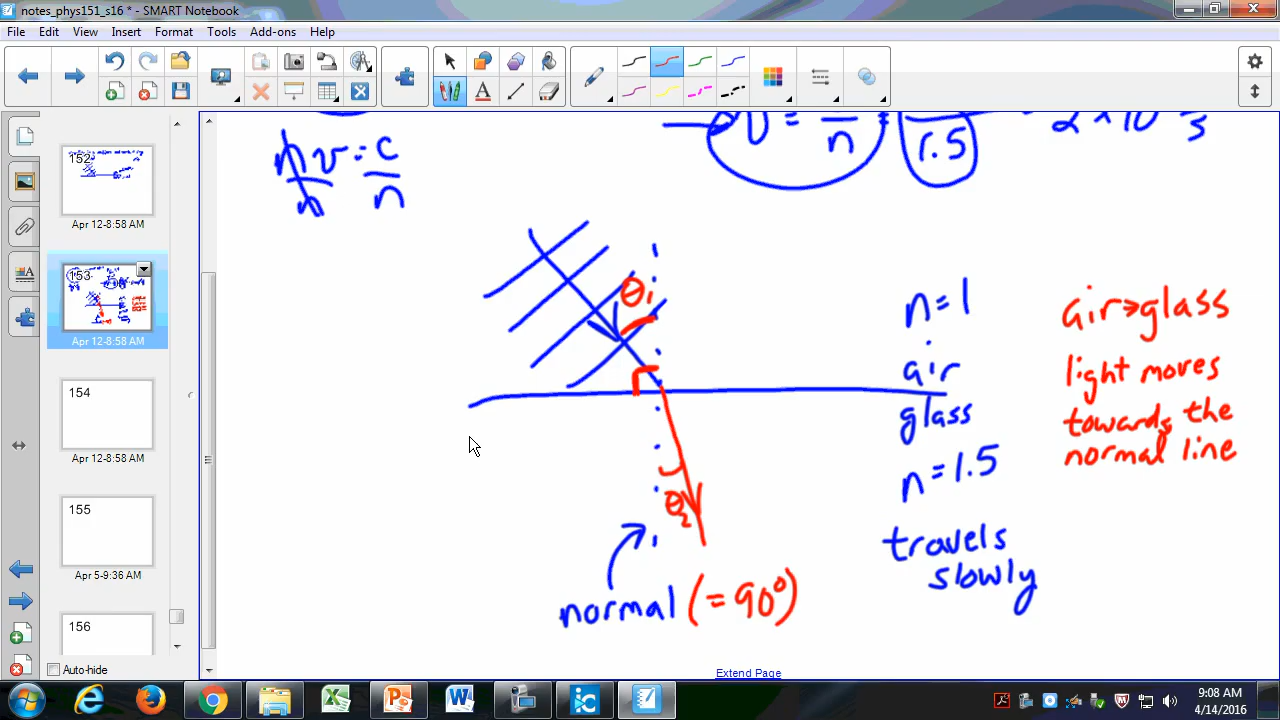 notes_phys151_s16 * - SMART Notebook
File Edit View Insert Format Tools Add-ons Help
152
Apr 12-8:58 AM
153
Apr 12-8:58 AM
154
Apr 12-8:58 AM
155
Apr 5-9:36 AM
156
Auto-hide
n v = c
n n
v = n = 1.5
θ1
n = 1
air
glass
n = 1.5
travels
slowly
air→glass
light moves
towards the
normal line
θ2
normal (= 90°)
Extend Page
9:08 AM
4/14/2016